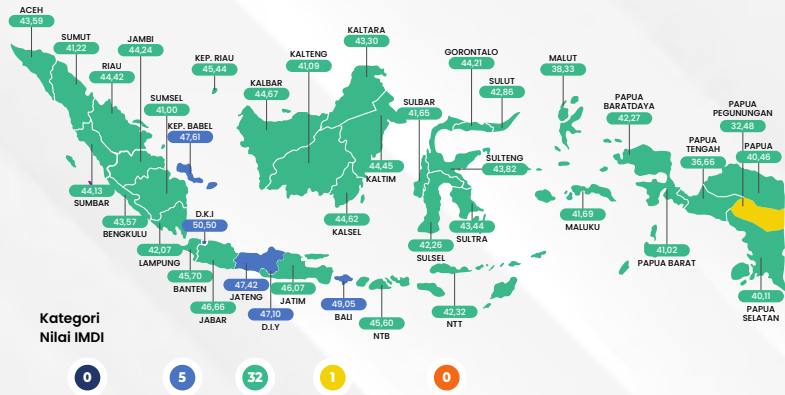 ACEH
43,59
SUMUT
41,22
RIAU
44,42
JAMBI
44,24
KEP. RIAU
45,44
SUMSEL
41,00
KEP. BABEL
47,61
44,13
SUMBAR
43,57
BENGKULU
42,07
LAMPUNG
D.K.I
50,50
45,70
BANTEN
46,66
JABAR
47,42
JATENG
47,10
D.I.Y
46,07
JATIM
49,05
BALI
45,60
NTB
42,32
NTT
KALBAR
44,67
KALTENG
41,09
KALTARA
43,30
44,45
KALTIM
44,62
KALSEL
SULBAR
41,65
GORONTALO
44,21
SULUT
42,86
SULTENG
43,82
43,44
SULTRA
42,26
SULSEL
MALUT
38,33
41,69
MALUKU
PAPUA
BARATDAYA
42,27
41,02
PAPUA BARAT
PAPUA
TENGAH
36,66
PAPUA
PEGUNUNGAN
32,48
PAPUA
40,46
40,11
PAPUA
SELATAN
Kategori
Nilai IMDI
0
5
32
1
0